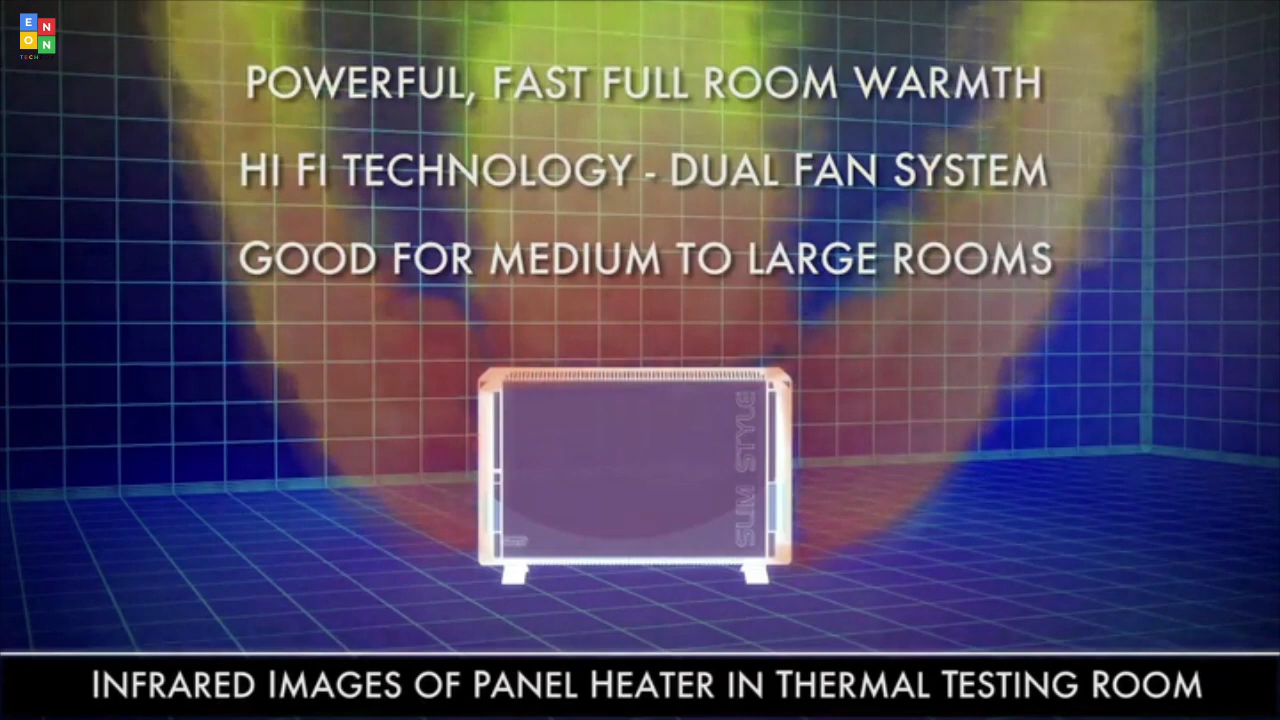 E N
O N
TECH
POWERFUL, FAST FULL ROOM WARMTH
HI FI TECHNOLOGY - DUAL FAN SYSTEM
GOOD FOR MEDIUM TO LARGE ROOMS
SLIM STYLE
INFRARED IMAGES OF PANEL HEATER IN THERMAL TESTING ROOM